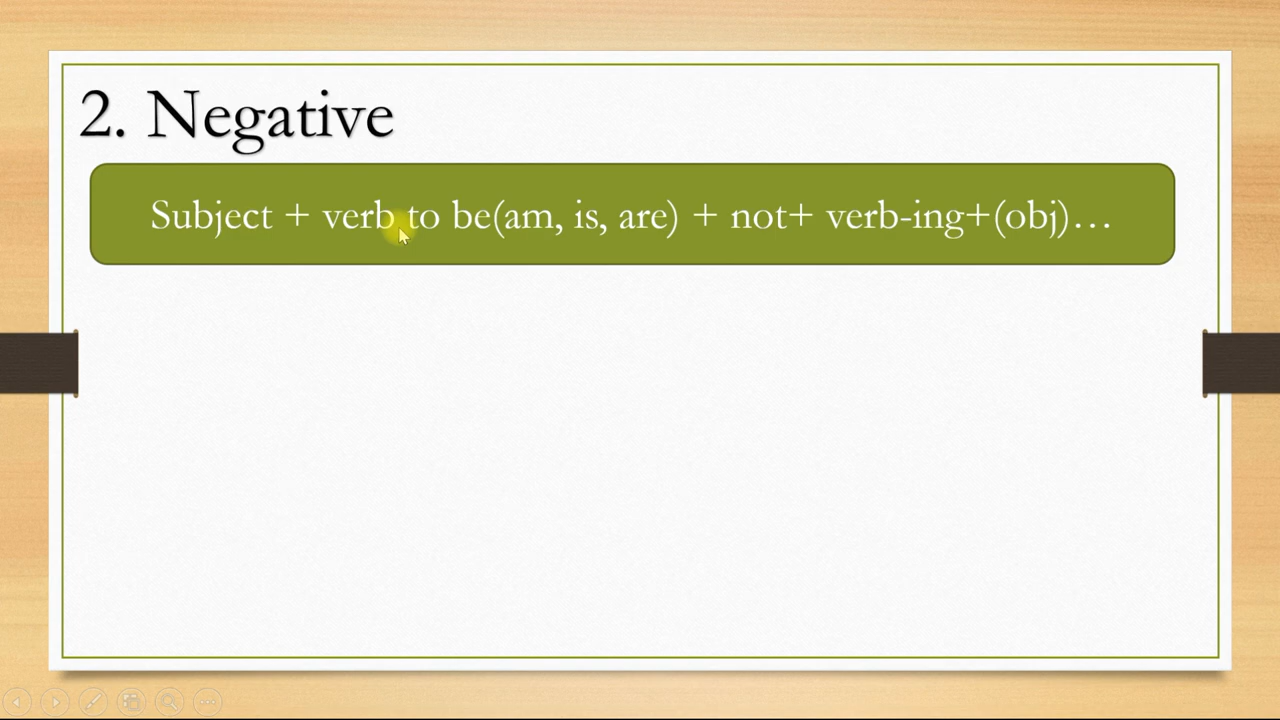 2. Negative
Subject + verb to be(am, is, are) + not+ verb-ing+(obj)…